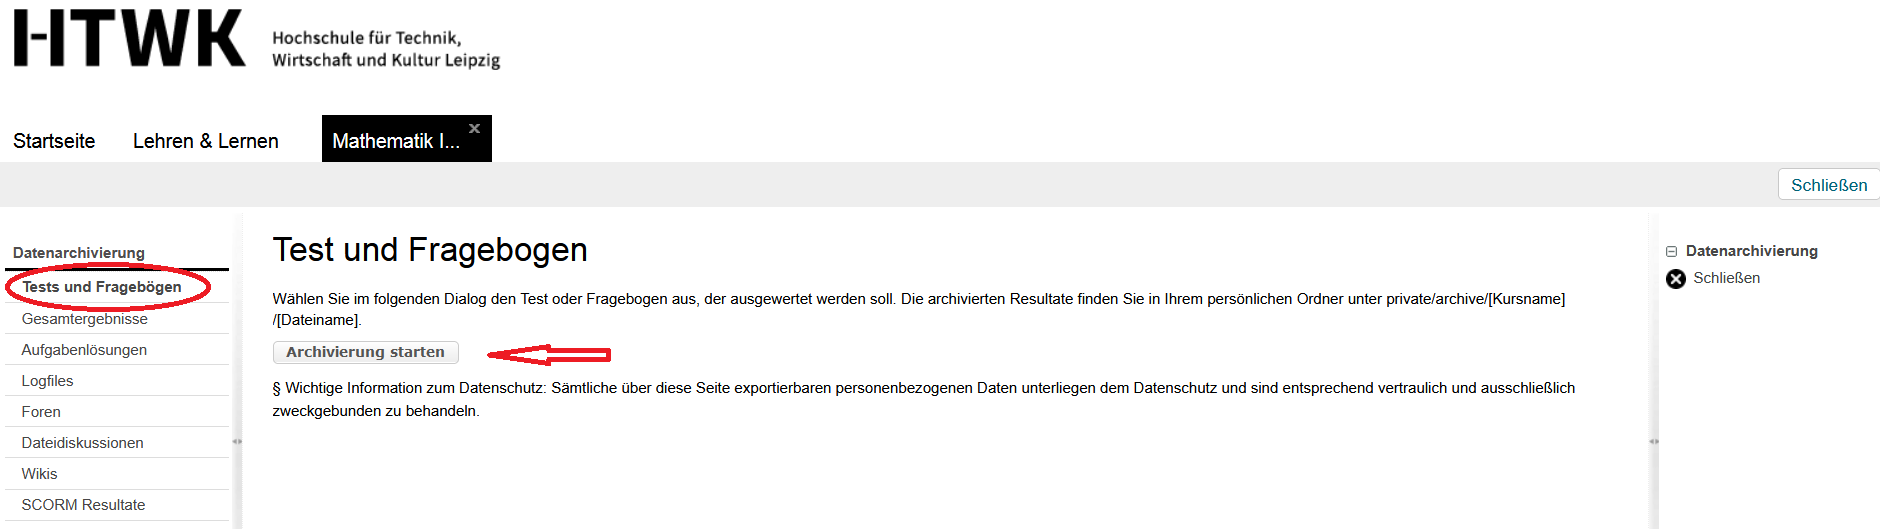 HTWK
Hochschule für Technik,
Wirtschaft und Kultur Leipzig
Startseite
Lehren & Lernen
Mathematik I...
Schließen
Datenarchivierung
Tests und Fragebögen
Gesamtergebnisse
Aufgabenlösungen
Logfiles
Foren
Dateidiskussionen
Wikis
SCORM Resultate
Test und Fragebogen
Wählen Sie im folgenden Dialog den Test oder Fragebogen aus, der ausgewertet werden soll. Die archivierten Resultate finden Sie in Ihrem persönlichen Ordner unter private/archive/[Kursname]
/[Dateiname].
Archivierung starten
§ Wichtige Information zum Datenschutz: Sämtliche über diese Seite exportierbaren personenbezogenen Daten unterliegen dem Datenschutz und sind entsprechend vertraulich und ausschließlich
zweckgebunden zu behandeln.
Datenarchivierung
Schließen